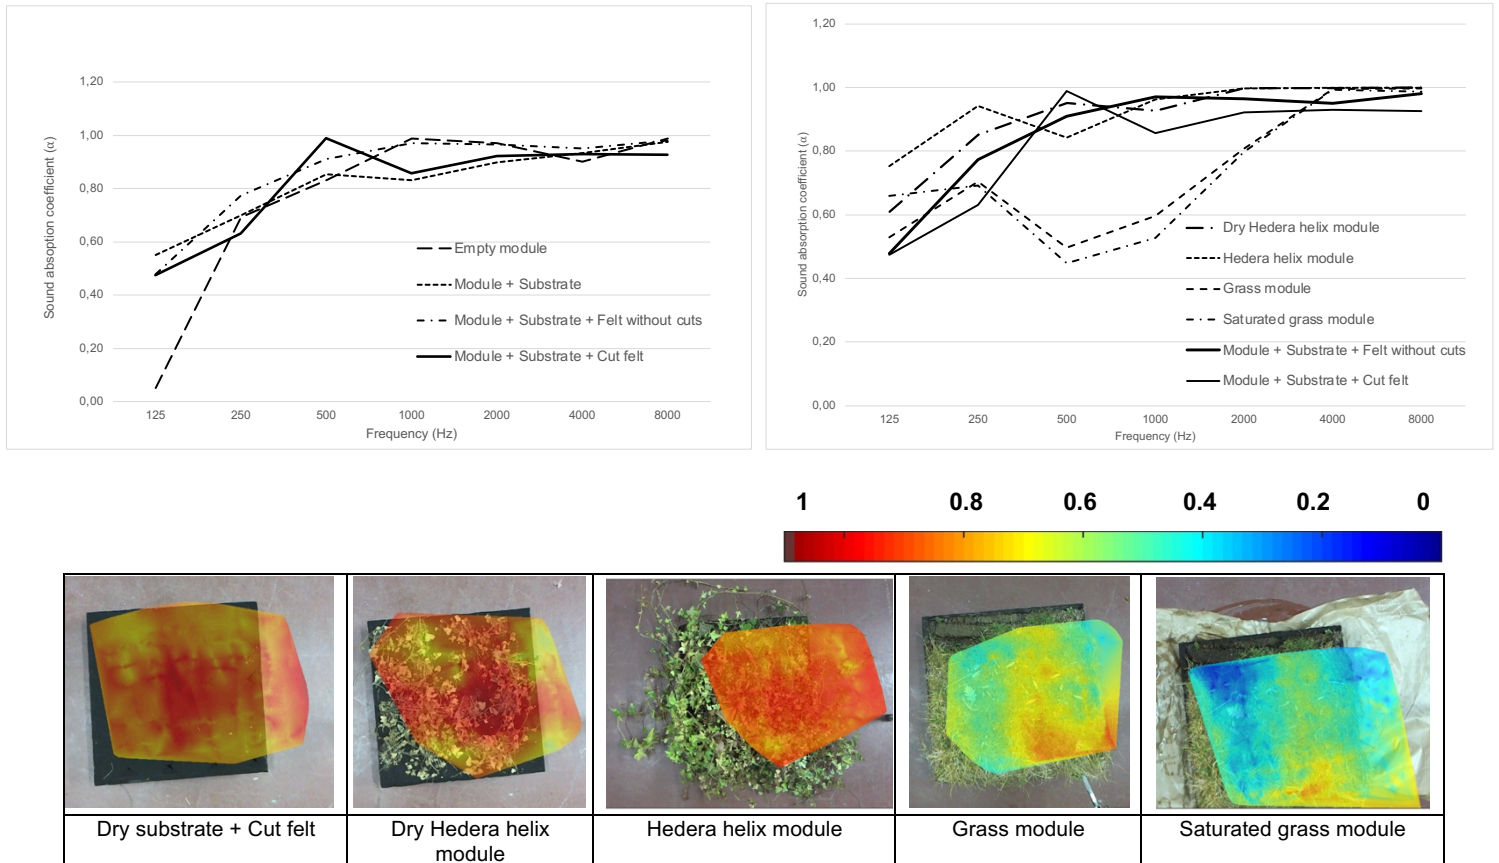 1,20
1,00
0,80
0,60
0,40
0,20
0,00
Sound absoption coefficient (α)
125 250 500 1000 2000 4000 8000
Frequency (Hz)
Empty module
Module + Substrate
Module + Substrate + Felt without cuts
Module + Substrate + Cut felt
1,20
1,00
0,80
0,60
0,40
0,20
0,00
Sound absorption coefficient (α)
125 250 500 1000 2000 4000 8000
Frequency (Hz)
Dry Hedera helix module
Hedera helix module
Grass module
Saturated grass module
Module + Substrate + Felt without cuts
Module + Substrate + Cut felt
1 0.8 0.6 0.4 0.2 0
Dry substrate + Cut felt
Dry Hedera helix
module
Hedera helix module
Grass module
Saturated grass module